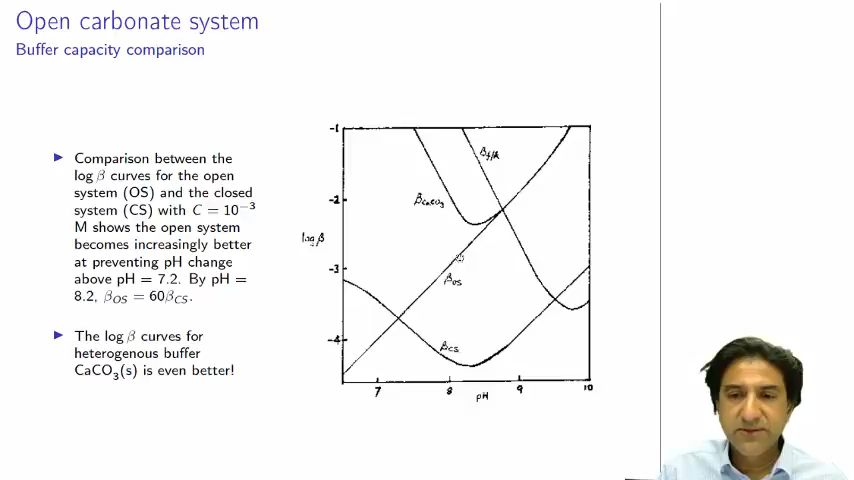 Open carbonate system
Buffer capacity comparison
▶ Comparison between the
log β curves for the open
system (OS) and the closed
system (CS) with C = 10⁻³
M shows the open system
becomes increasingly better
at preventing pH change
above pH = 7.2. By pH =
8.2, β_OS = 60β_CS.
▶ The log β curves for
heterogenous buffer
CaCO₃(s) is even better!
-1
-2
-3
-4
log β
β_CaCO₃
β_OS
β_CS
7
8
9
10
pH